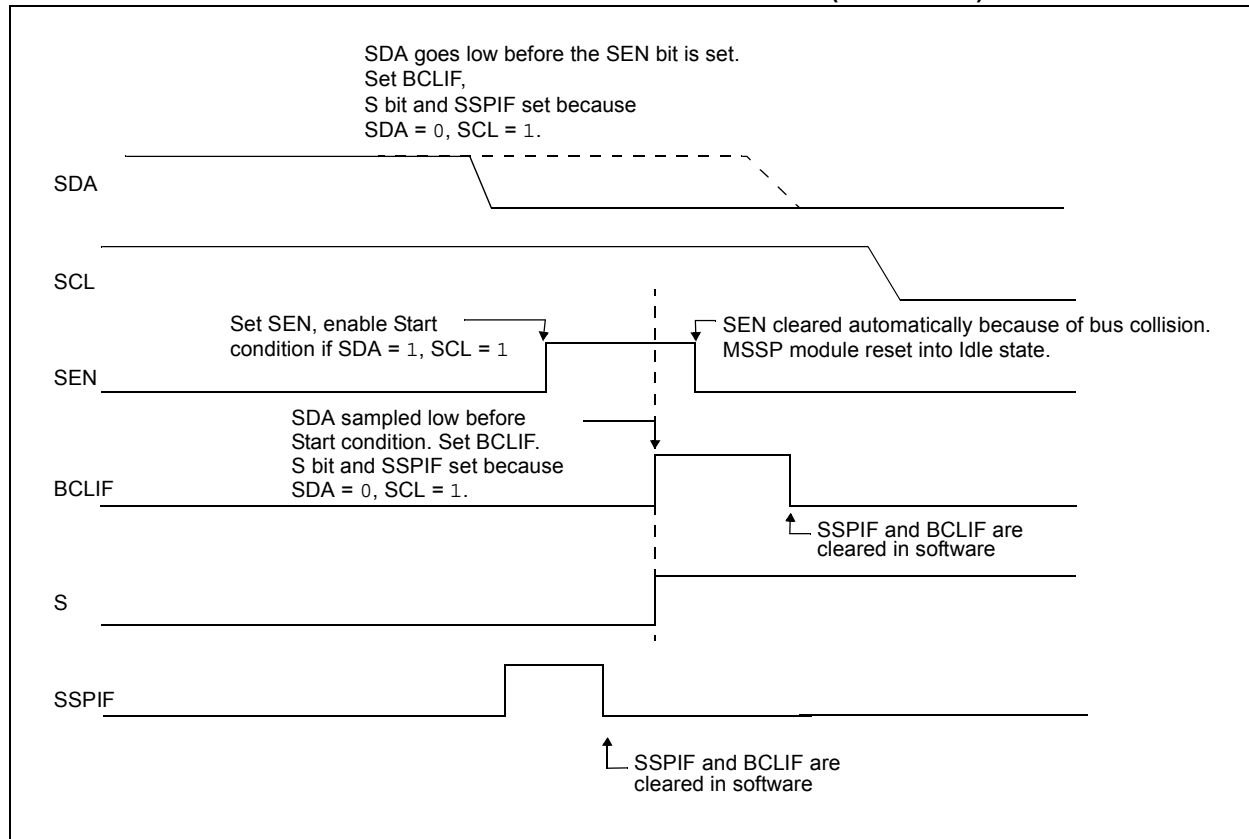 SDA goes low before the SEN bit is set.
Set BCLIF,
S bit and SSPIF set because
SDA = 0, SCL = 1.
SDA
SCL
Set SEN, enable Start
condition if SDA = 1, SCL = 1
SEN cleared automatically because of bus collision.
MSSP module reset into Idle state.
SEN
SDA sampled low before
Start condition. Set BCLIF.
S bit and SSPIF set because
SDA = 0, SCL = 1.
BCLIF
SSPIF and BCLIF are
cleared in software
S
SSPIF
SSPIF and BCLIF are
cleared in software